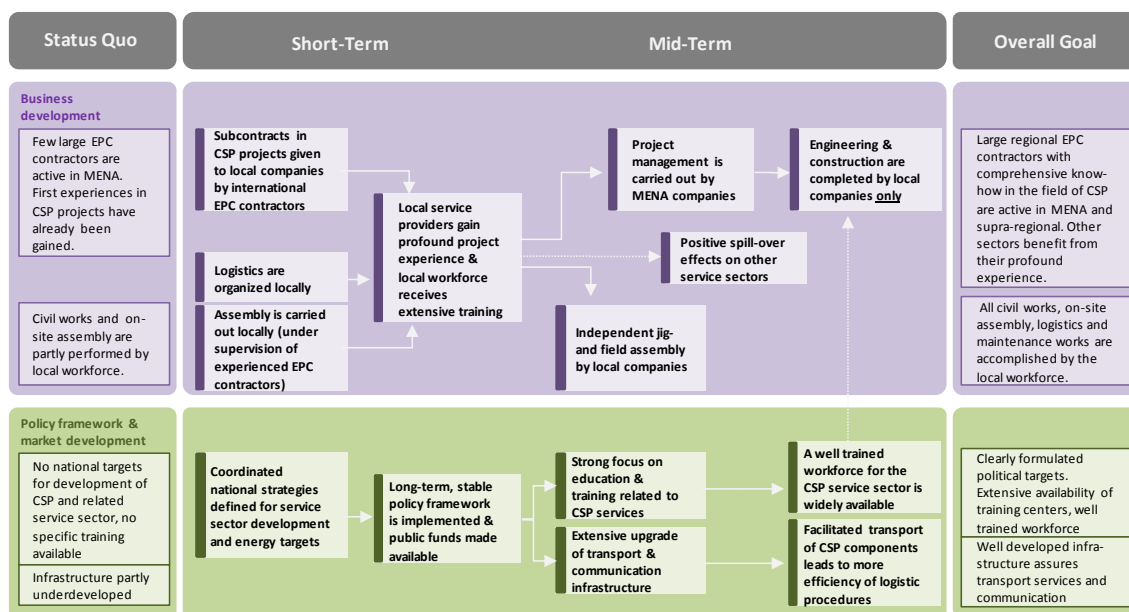 Status Quo
Short-Term
Mid-Term
Overall Goal
Business
development
Few large EPC
contractors are
active in MENA.
First experiences in
CSP projects have
already been
gained.
Civil works and on-
site assembly are
partly performed by
local workforce.
Subcontracts in
CSP projects given
to local companies
by international
EPC contractors
Logistics are
organized locally
Assembly is carried
out locally (under
supervision of
experienced EPC
contractors)
Local service
providers gain
profound project
experience &
local workforce
receives
extensive training
Project
management is
carried out by
MENA companies
Engineering &
construction are
completed by local
companies only
Positive spill-over
effects on other
service sectors
Independent jig-
and field assembly
by local companies
Large regional EPC
contractors with
comprehensive know-
how in the field of CSP
are active in MENA and
supra-regional. Other
sectors benefit from
their profound
experience.
All civil works, on-site
assembly, logistics and
maintenance works are
accomplished by the
local workforce.
Policy framework &
market development
No national targets
for development of
CSP and related
service sector, no
specific training
available
Infrastructure partly
underdeveloped
Coordinated
national strategies
defined for service
sector development
and energy targets
Long-term, stable
policy framework
is implemented &
public funds made
available
Strong focus on
education &
training related to
CSP services
Extensive upgrade
of transport &
communication
infrastructure
A well trained
workforce for the
CSP service sector is
widely available
Facilitated transport
of CSP components
leads to more
efficiency of logistic
procedures
Clearly formulated
political targets.
Extensive availability of
training centers, well
trained workforce
Well developed infra-
structure assures
transport services and
communication